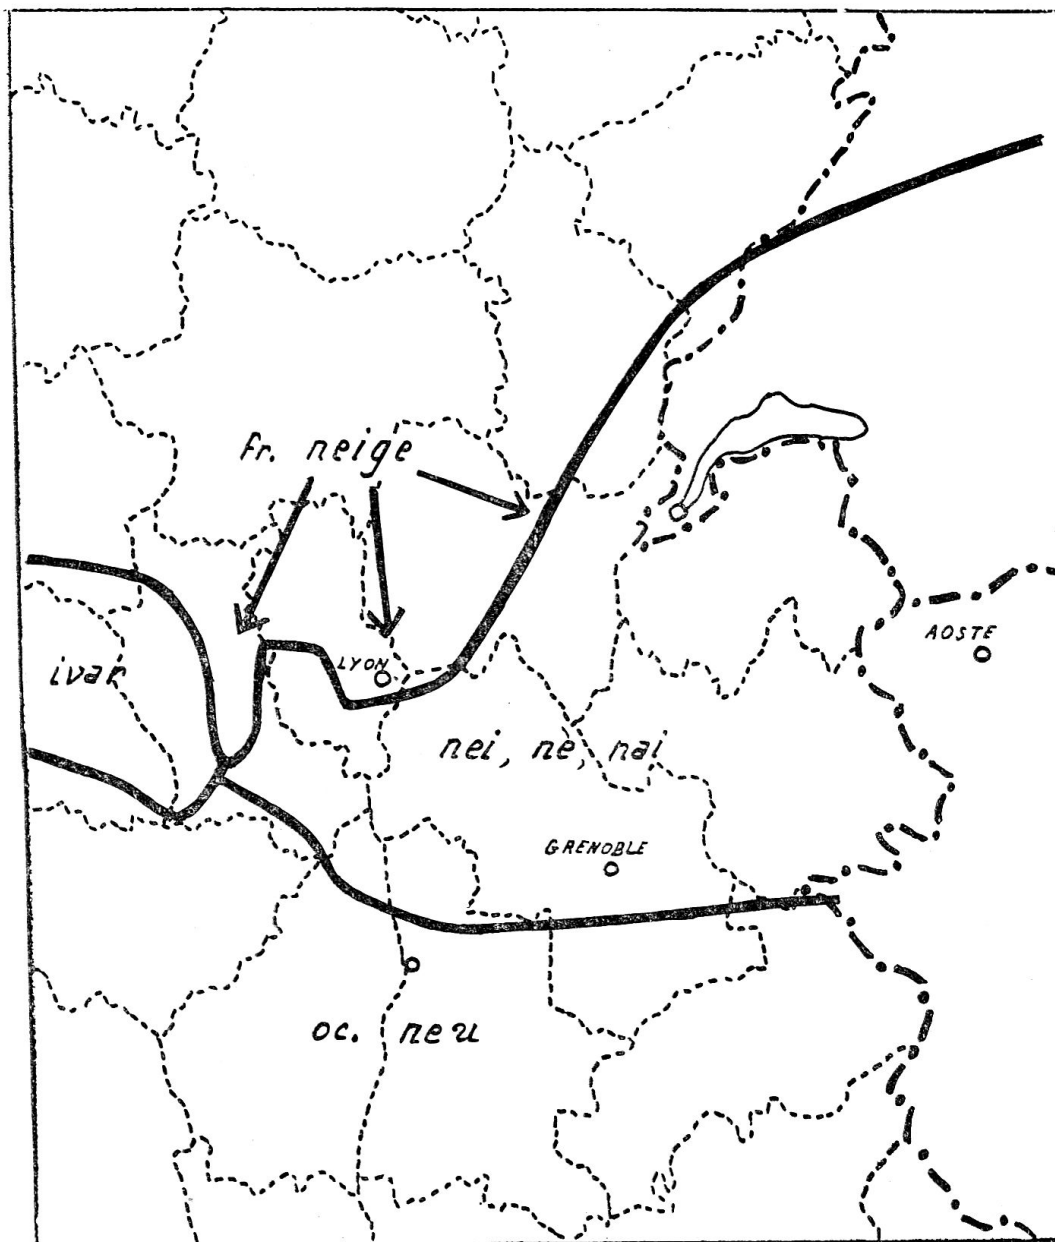 fr. neige
ivar
LYON
AOSTE
nei, ne, nai
GRENOBLE
oc. neu